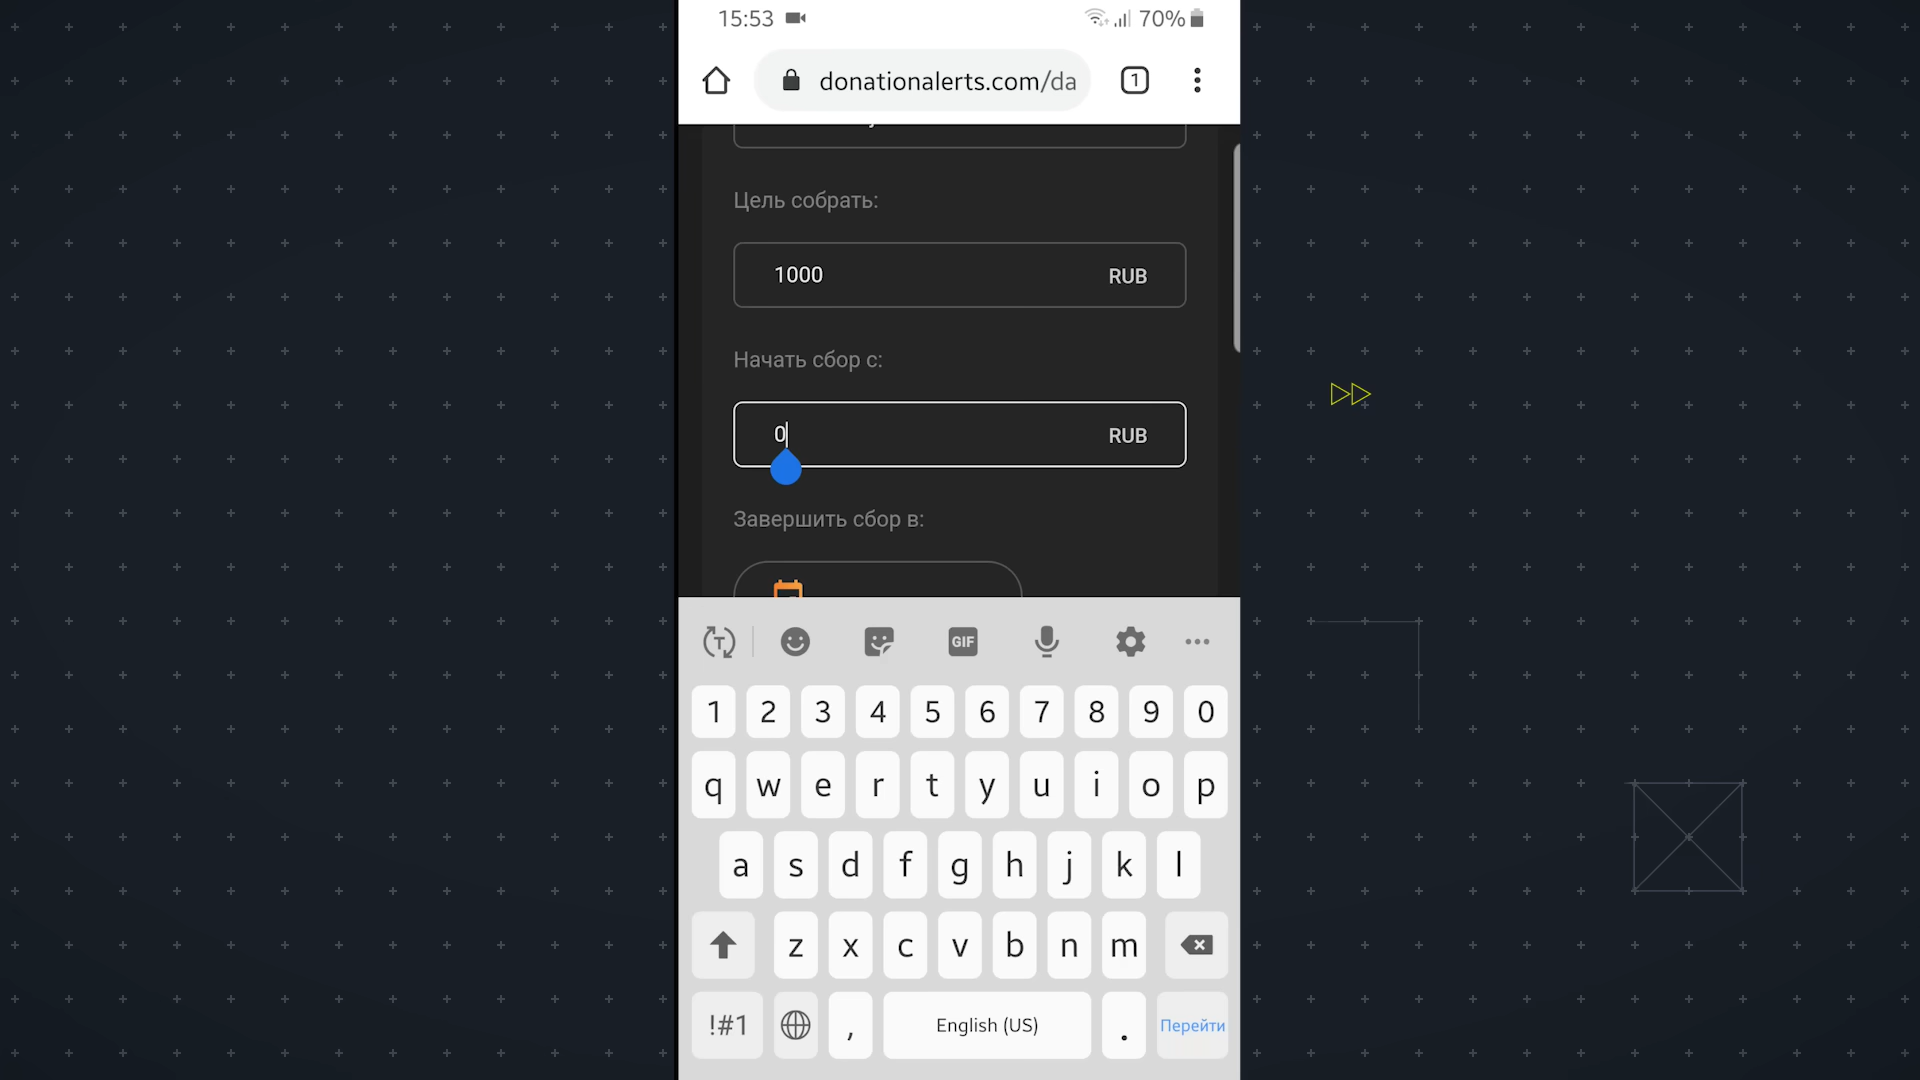 15:53
70%
donationalerts.com/da
1
Цель собрать:
1000 RUB
Начать сбор с:
0 RUB
Завершить сбор в:
T GIF
1 2 3 4 5 6 7 8 9 0
q w e r t y u i o p
a s d f g h j k l
z x c v b n m
!#1 , English (US) . Перейти